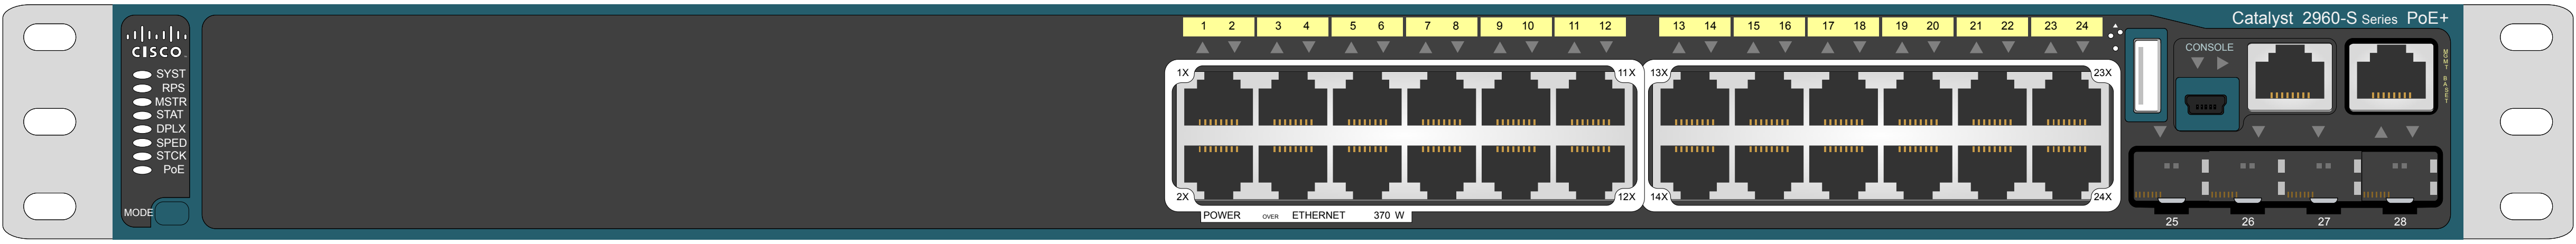 CISCO
SYST
RPS
MSTR
STAT
DPLX
SPED
STCK
PoE
MODE
1 2 3 4 5 6 7 8 9 10 11 12
1X 11X
2X 12X
POWER OVER ETHERNET 370 W
13 14 15 16 17 18 19 20 21 22 23 24
13X 23X
14X 24X
Catalyst 2960-S Series PoE+
CONSOLE
MGMT BASET
25 26 27 28